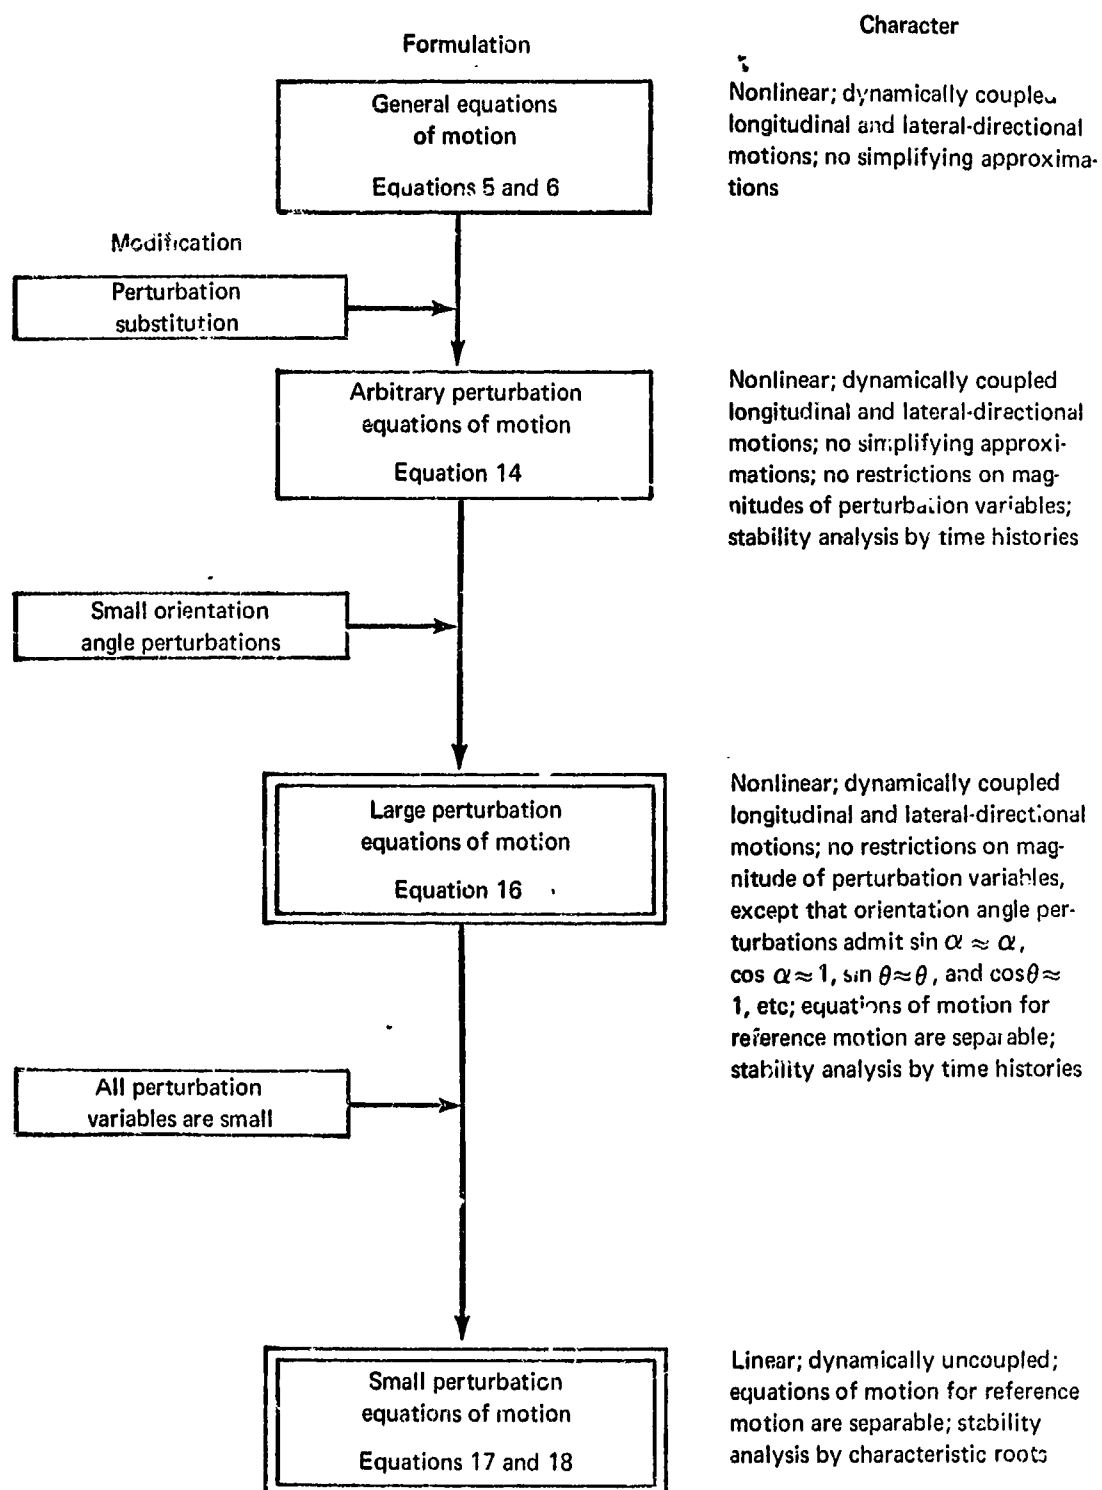 Character
Formulation
General equations
of motion
Equations 5 and 6
Nonlinear; dynamically coupled
longitudinal and lateral-directional
motions; no simplifying approxima-
tions
Modification
Perturbation
substitution
Arbitrary perturbation
equations of motion
Equation 14
Nonlinear; dynamically coupled
longitudinal and lateral-directional
motions; no simplifying approxi-
mations; no restrictions on mag-
nitudes of perturbation variables;
stability analysis by time histories
Small orientation
angle perturbations
Large perturbation
equations of motion
Equation 16
Nonlinear; dynamically coupled
longitudinal and lateral-directional
motions; no restrictions on mag-
nitude of perturbation variables,
except that orientation angle per-
turbations admit sin α ≈ α,
cos α ≈ 1, sin θ ≈ θ, and cos θ ≈
1, etc; equations of motion for
reference motion are separable;
stability analysis by time histories
All perturbation
variables are small
Small perturbation
equations of motion
Equations 17 and 18
Linear; dynamically uncoupled;
equations of motion for reference
motion are separable; stability
analysis by characteristic roots